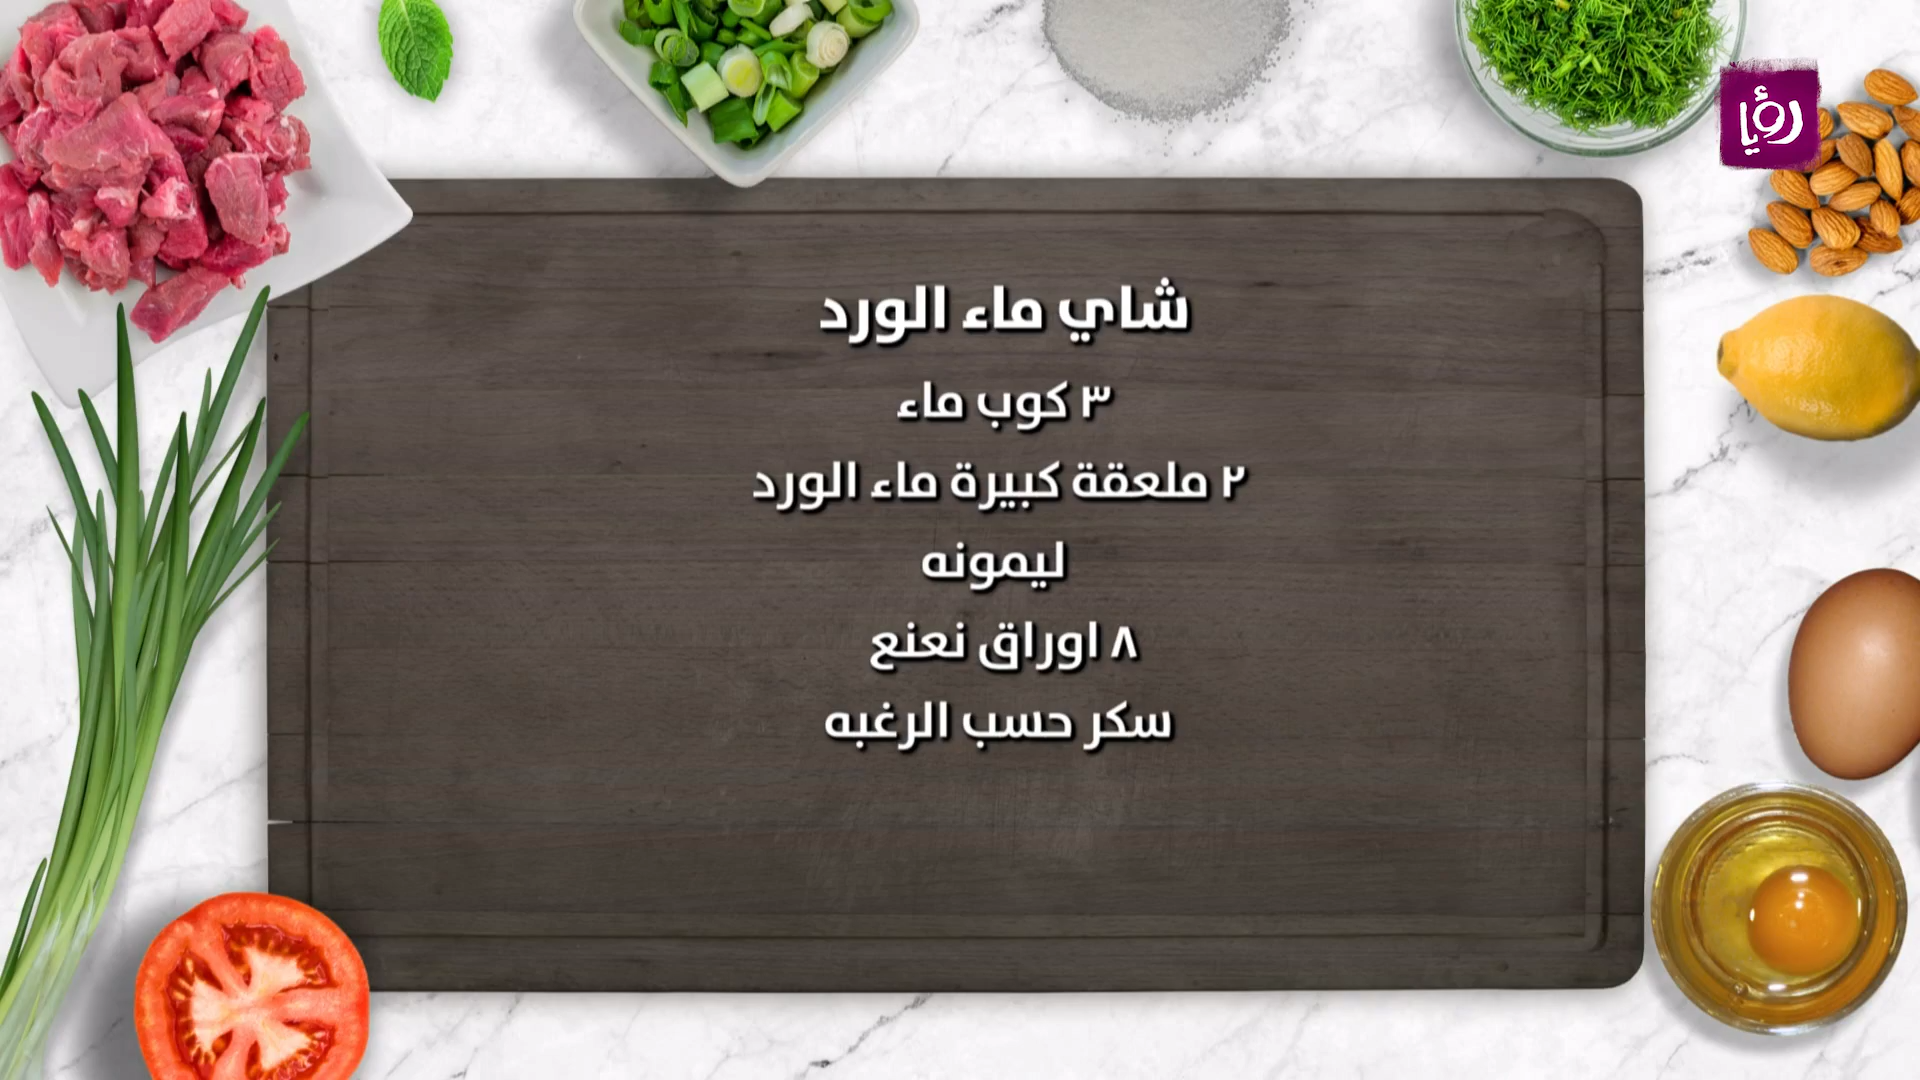 رؤيا
شاي ماء الورد
٣ كوب ماء
٢ ملعقة كبيرة ماء الورد
ليمونه
٨ اوراق نعنع
سكر حسب الرغبه